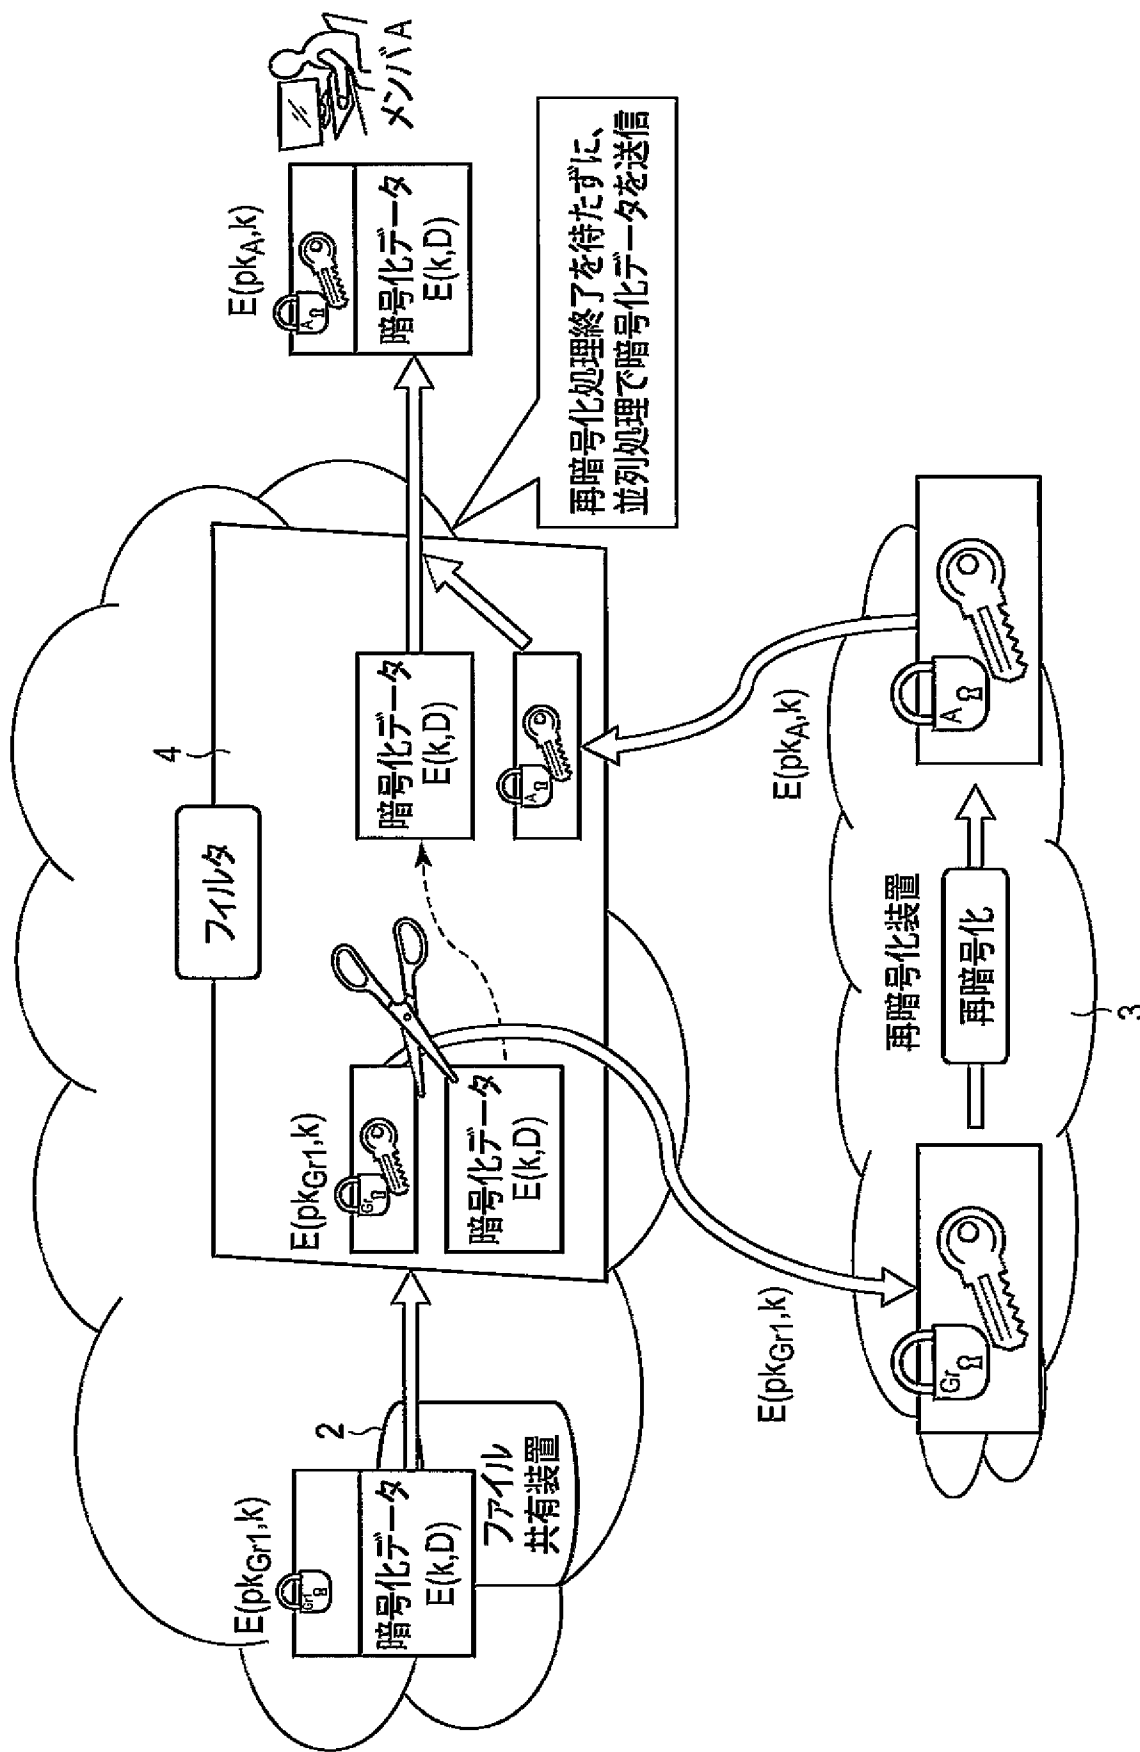 E(pkGr1,k)
Gr1
暗号化データ
E(k,D)
2
ファイル
共有装置
フィルタ
4
E(pkGr1,k)
Gr
暗号化データ
E(k,D)
暗号化データ
E(k,D)
A
E(pkA,k)
A
暗号化データ
E(k,D)
メンバA
再暗号化処理終了を待たずに、
並列処理で暗号化データを送信
E(pkGr1,k)
Gr
再暗号化装置
再暗号化
3
E(pkA,k)
A